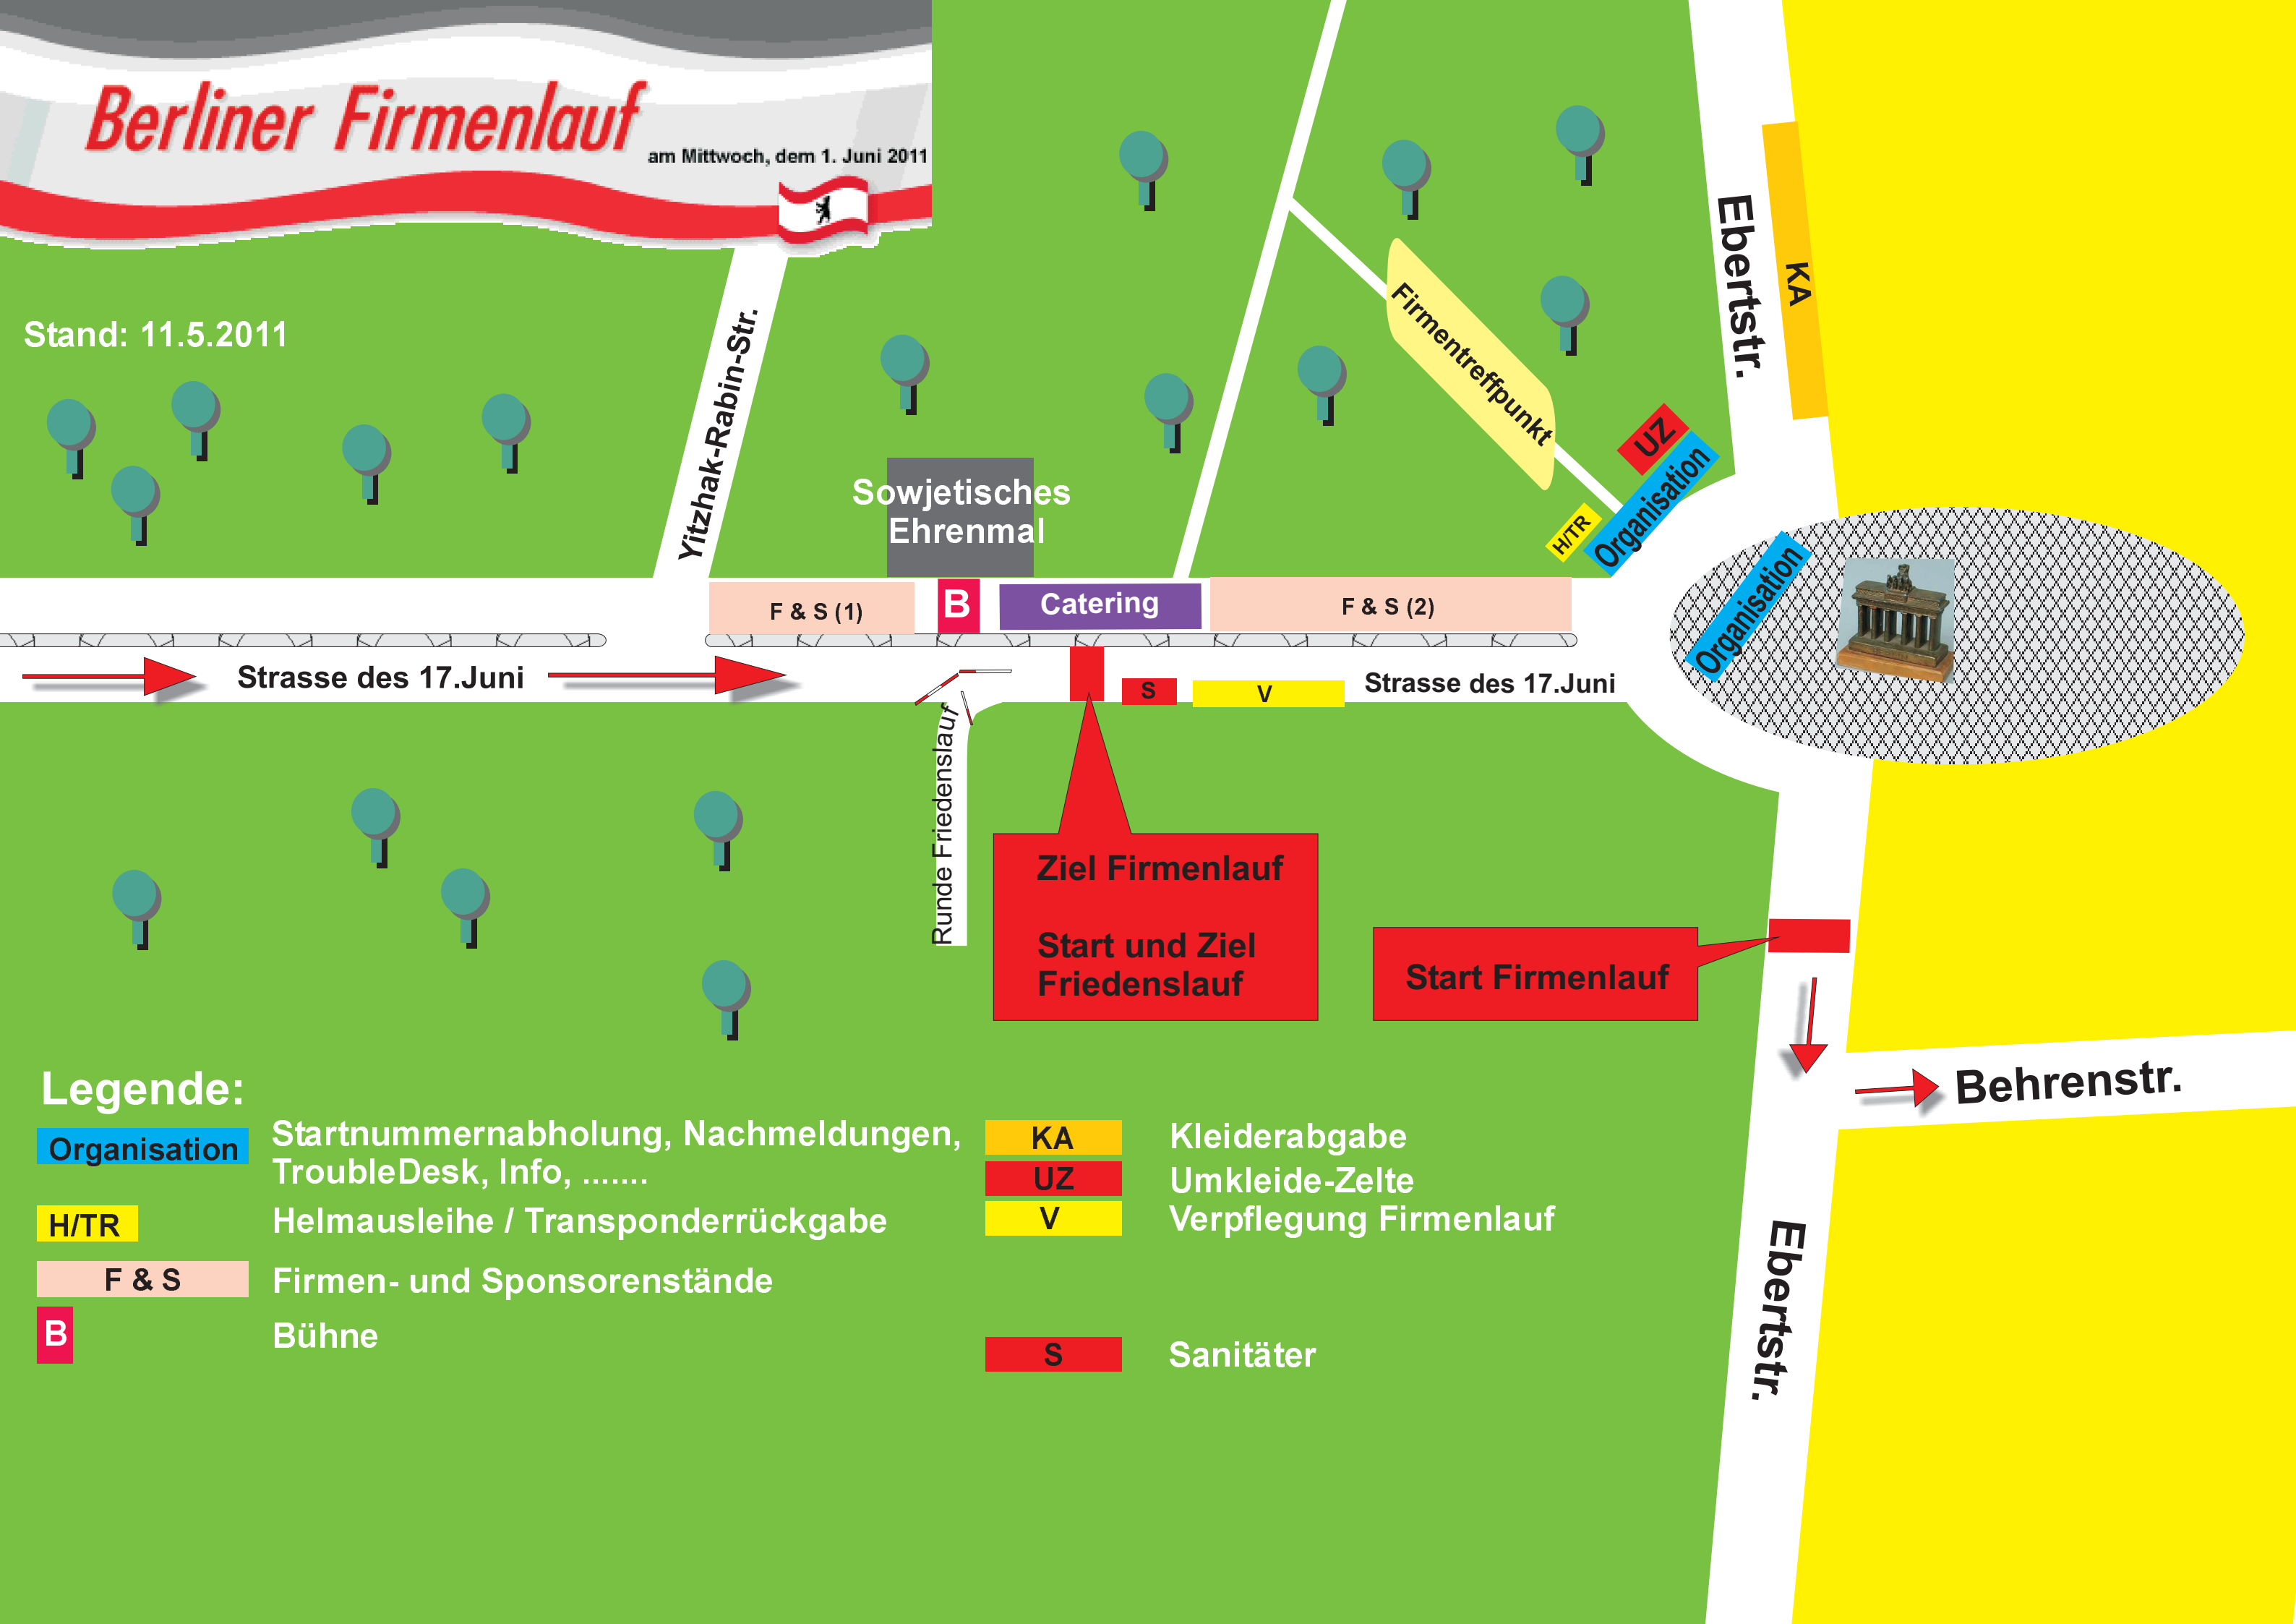 Berliner Firmenlauf
am Mittwoch, dem 1. Juni 2011
Stand: 11.5.2011
Yitzhak-Rabin-Str.
Sowjetisches
Ehrenmal
Firmentreffpunkt
Ebertstr.
KA
UZ
Organisation
H/TR
Organisation
F & S (1)
B
Catering
F & S (2)
Strasse des 17.Juni
S
V
Strasse des 17.Juni
Runde Friedenslauf
Ziel Firmenlauf
Start und Ziel
Friedenslauf
Start Firmenlauf
Behrenstr.
Ebertstr.
Legende:
Organisation
Startnummernabholung, Nachmeldungen,
TroubleDesk, Info, .......
H/TR
Helmausleihe / Transponderrückgabe
F & S
Firmen- und Sponsorenstände
B
Bühne
KA
Kleiderabgabe
UZ
Umkleide-Zelte
V
Verpflegung Firmenlauf
S
Sanitäter